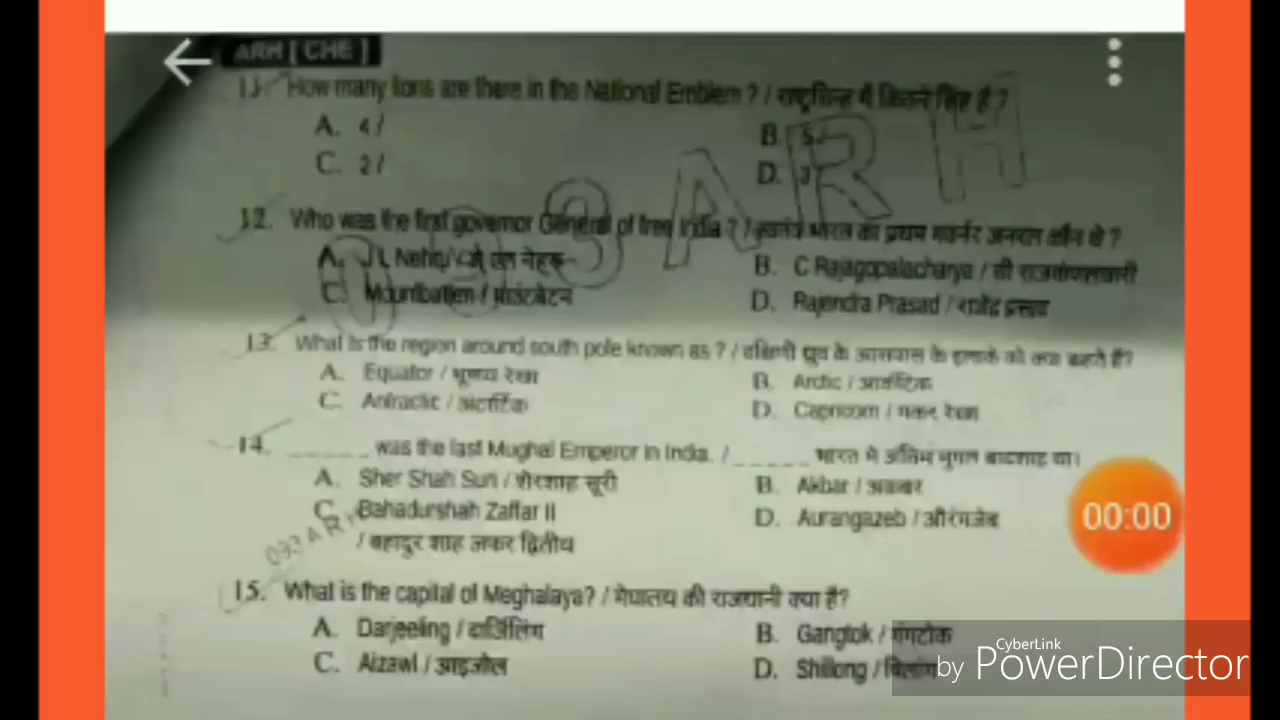 ARH [ CHE ]
11. How many lions are there in the National Emblem ? / राष्ट्रचिन्ह में कितने सिंह है ?
A. 4 /
B. 5 /
C. 2 /
D. 3
12. Who was the first governor General of free India ? / स्वतंत्र भारत का प्रथम गवर्नर जनरल कौन थे ?
A. J L Nehru / जे एल नेहरू
B. C Rajagopalacharya / सी राजगोपालाचारी
C. Mountbatten / माउंटबेटन
D. Rajendra Prasad / राजेंद्र प्रसाद
093ARH
13. What is the region around south pole known as ? / दक्षिणी ध्रुव के आसपास के इलाके को क्या कहते हैं?
A. Equator / भूमध्य रेखा
B. Arctic / आर्कटिक
C. Antractic / अंटार्टिक
D. Capricorn / मकर रेखा
14. ______ was the last Mughal Emperor in India. / ______ भारत मे अंतिम मुगल बादशाह था।
A. Sher Shah Suri / शेरशाह सूरी
B. Akbar / अकबर
C. Bahadurshah Zaffar II
D. Aurangazeb / औरंगजेब
/ बहादुर शाह जफर द्वितीय
093ARH
00:00
15. What is the capital of Meghalaya? / मेघालय की राजधानी क्या है?
A. Darjeeling / दार्जिलिंग
B. Gangtok / गंगटोक
C. Aizawl / आइजौल
D. Shillong /
by CyberLink PowerDirector